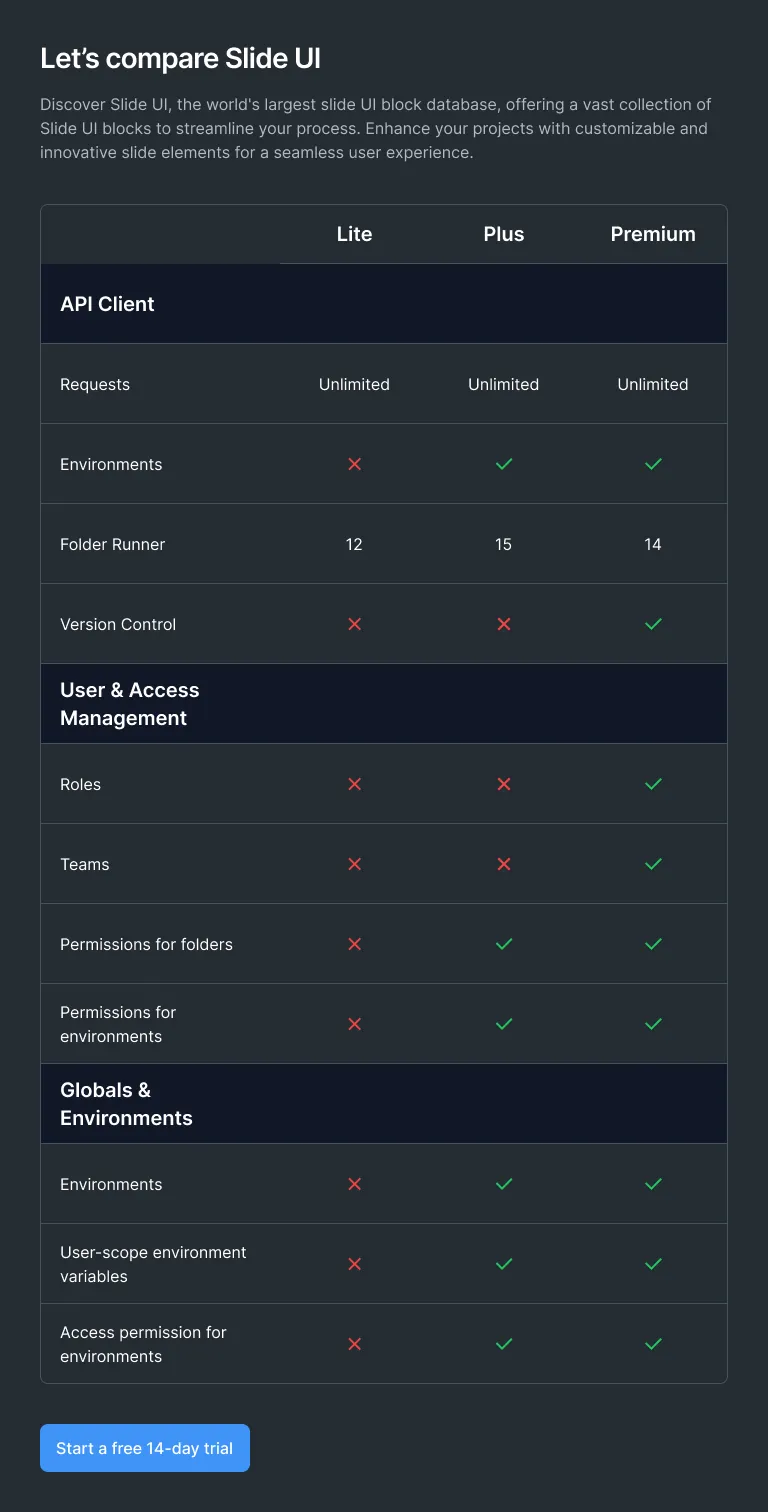 Let’s compare Slide UI
Discover Slide UI, the world's largest slide UI block database, offering a vast collection of
Slide UI blocks to streamline your process. Enhance your projects with customizable and
innovative slide elements for a seamless user experience.
Lite Plus Premium
API Client
Requests Unlimited Unlimited Unlimited
Environments
Folder Runner 12 15 14
Version Control
User & Access
Management
Roles
Teams
Permissions for folders
Permissions for
environments
Globals &
Environments
Environments
User-scope environment
variables
Access permission for
environments
Start a free 14-day trial